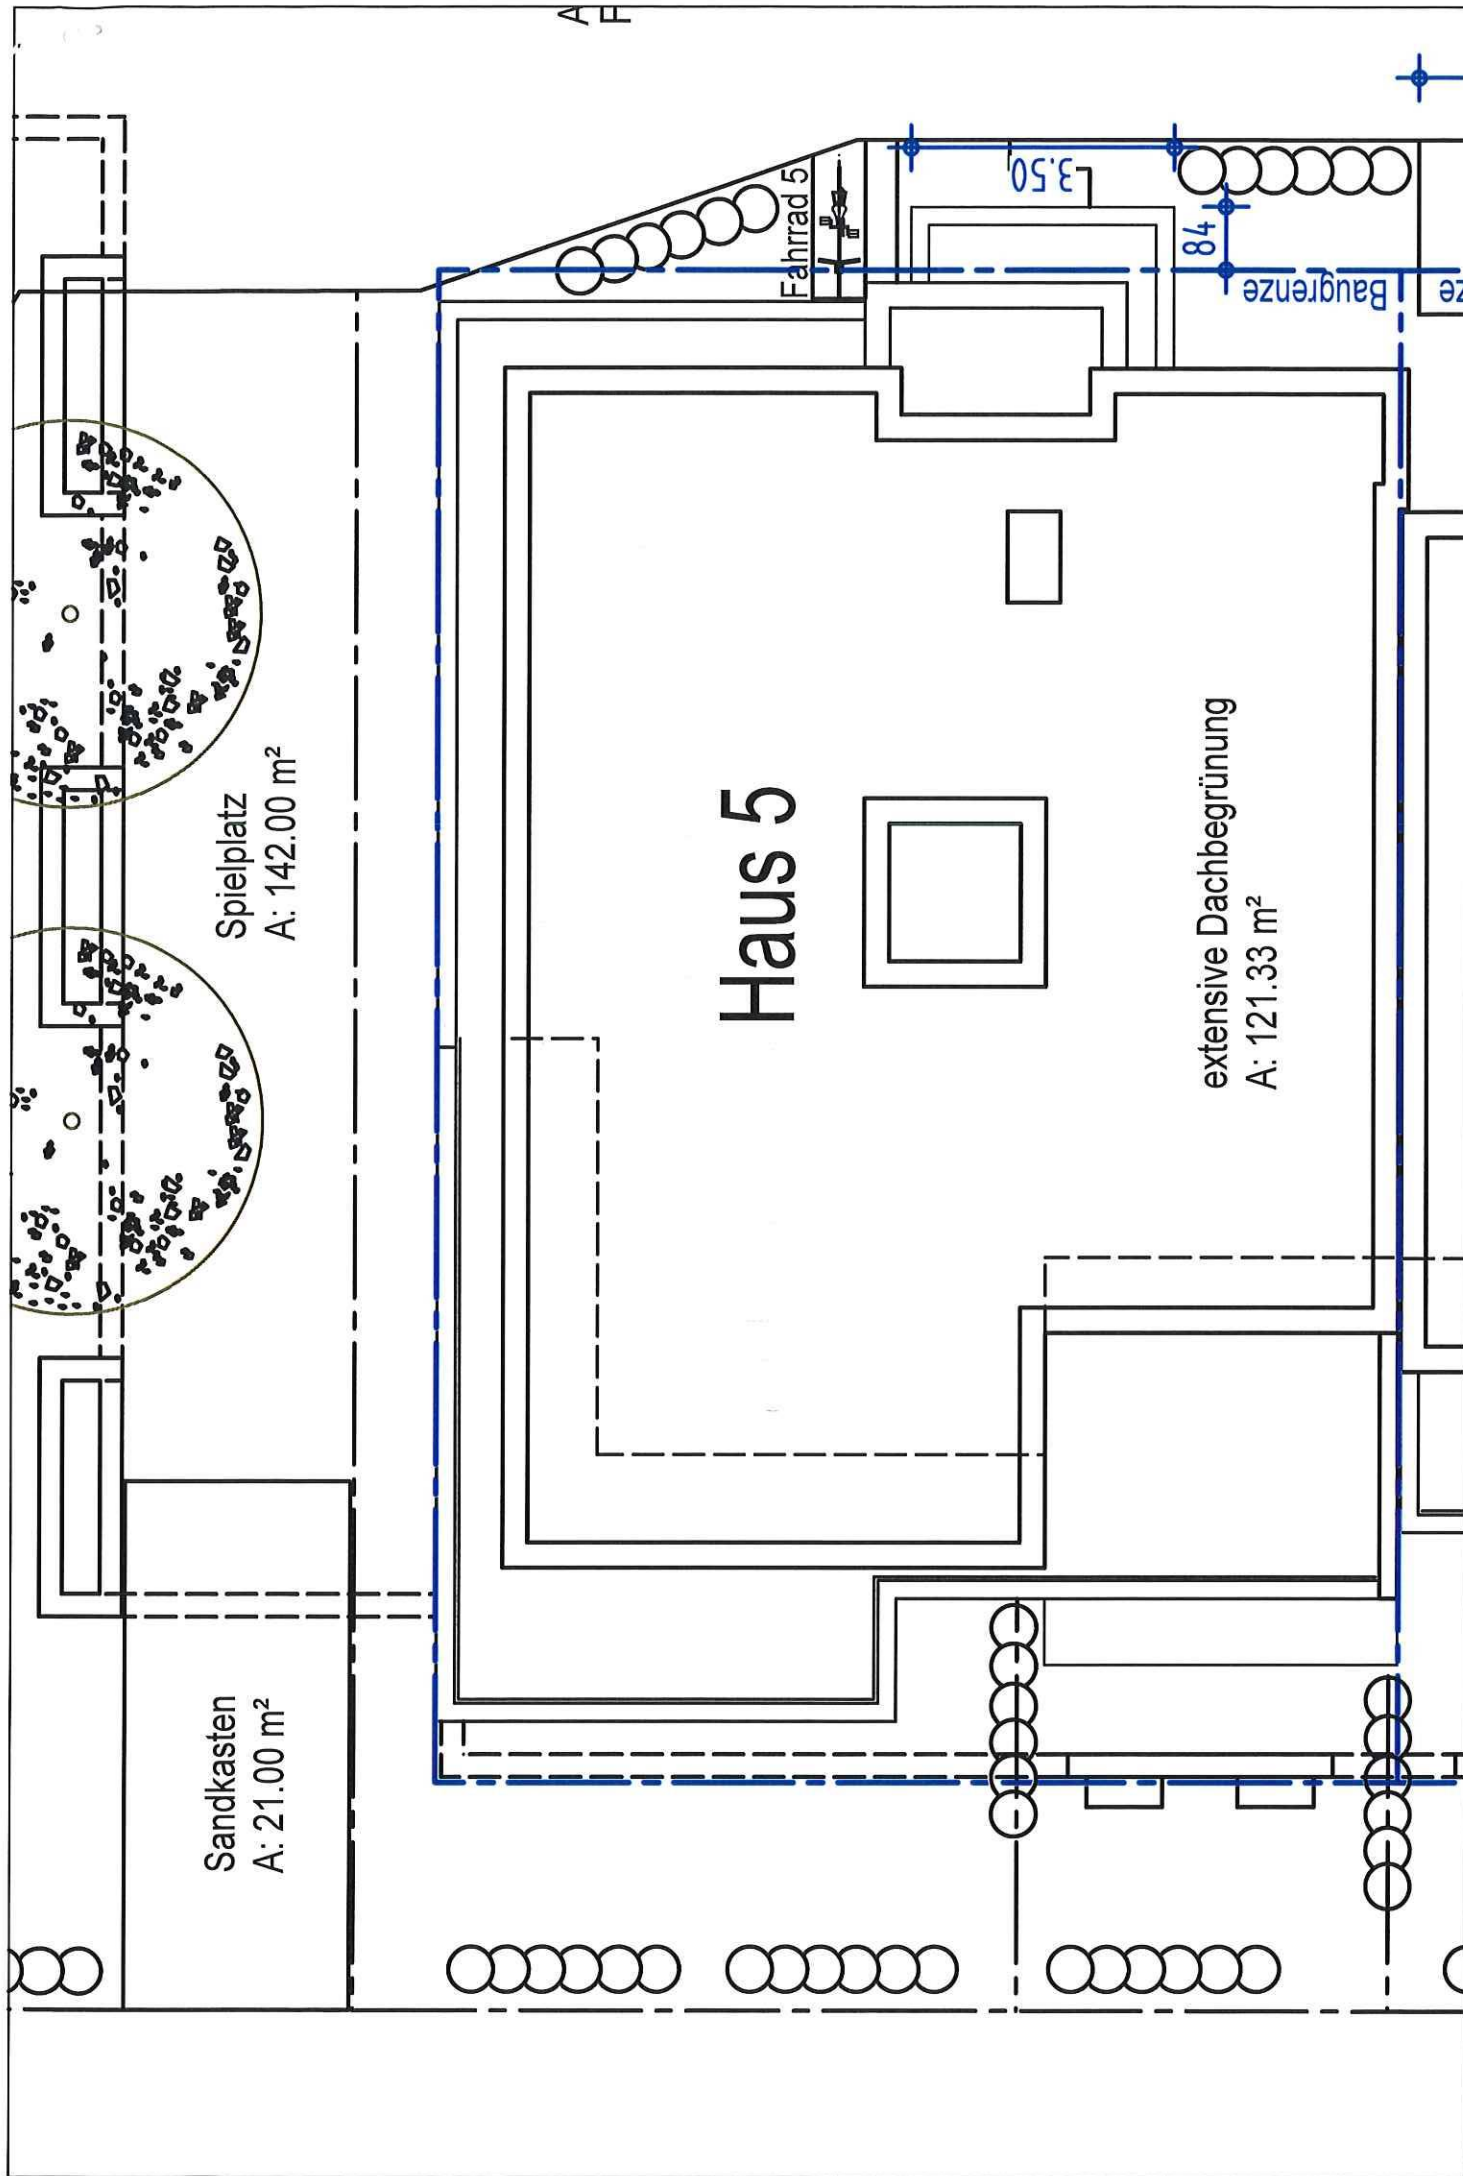 Spielplatz
A: 142.00 m²
Sandkasten
A: 21.00 m²
Haus 5
extensive Dachbegrünung
A: 121.33 m²
Fahrrad 5
3.50
84
Baugrenze